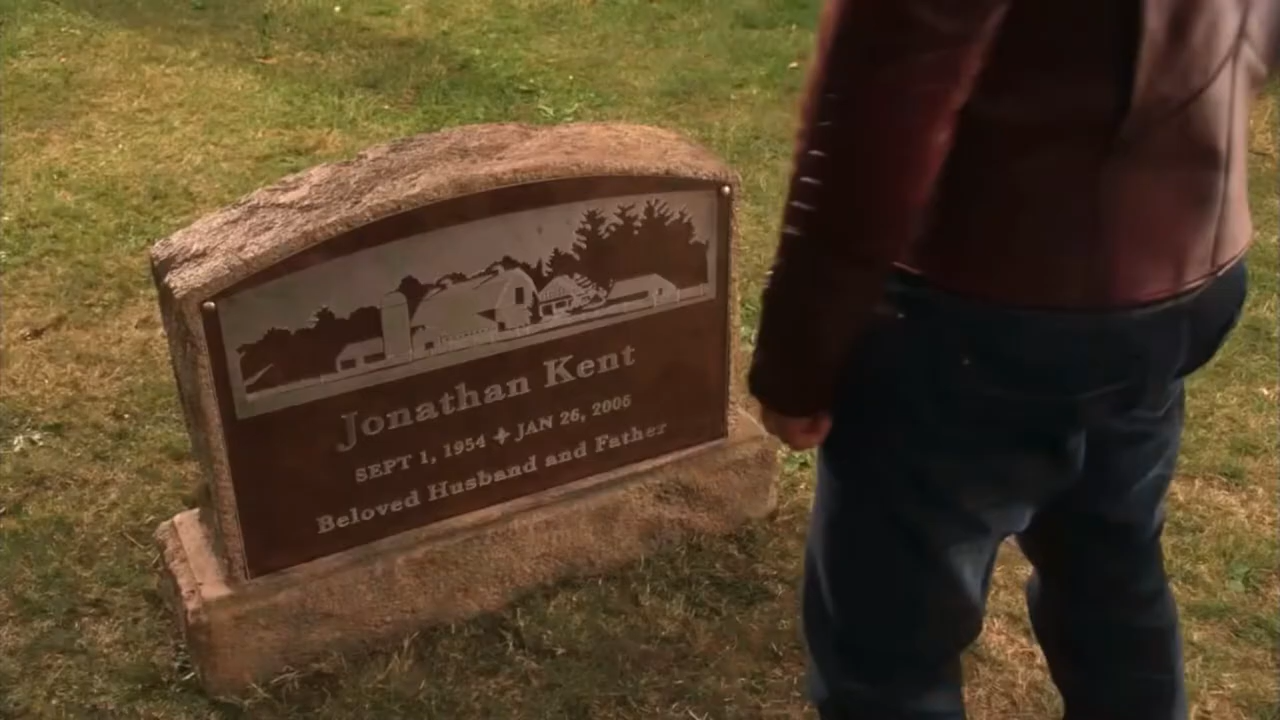 Jonathan Kent
SEPT 1, 1954 ✦ JAN 26, 2006
Beloved Husband and Father